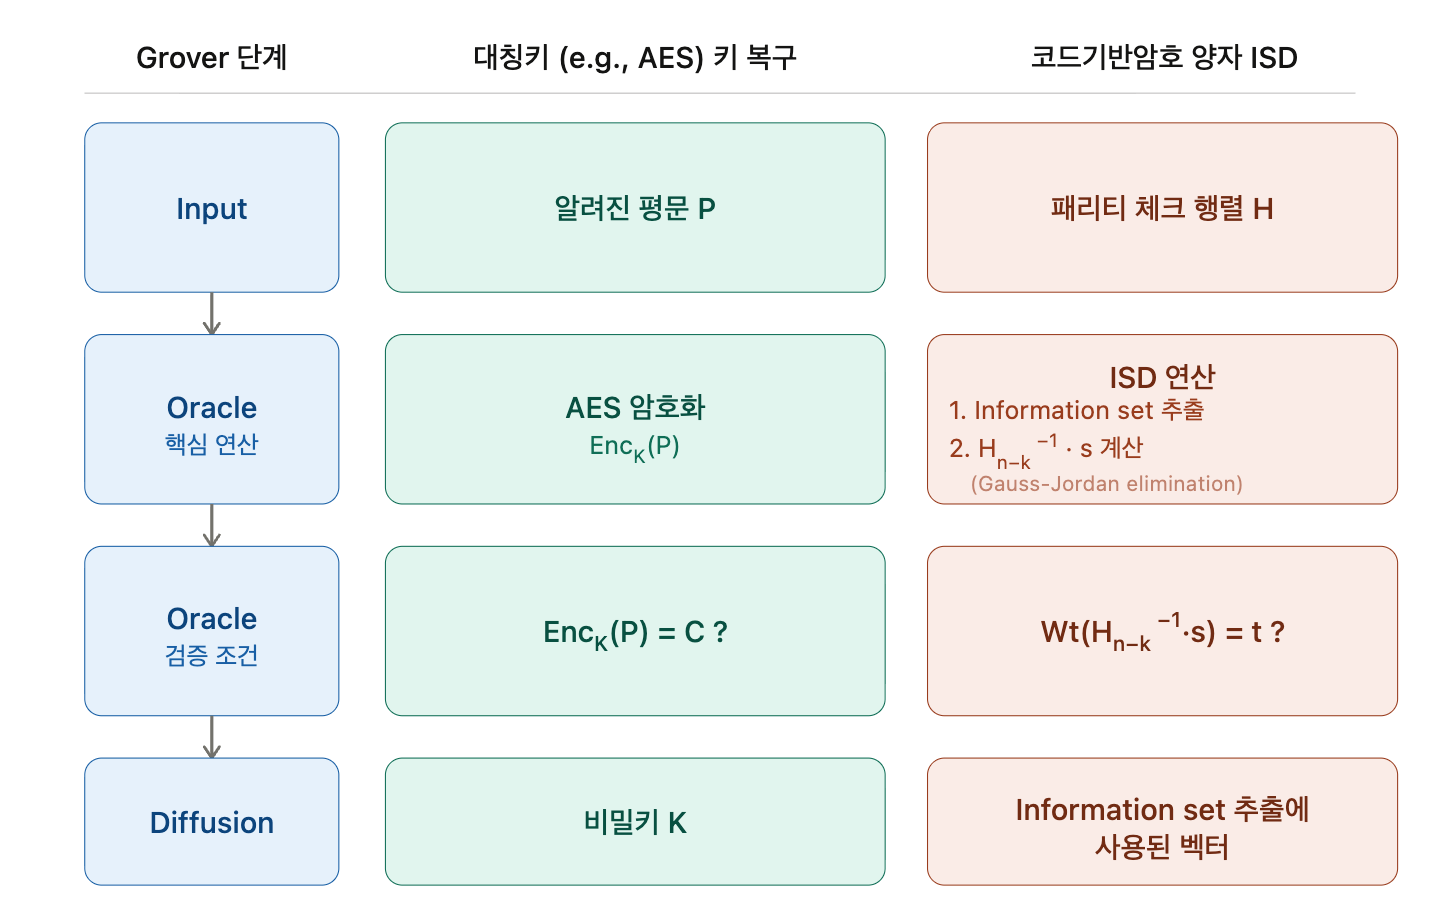 Grover 단계
대칭키 (e.g., AES) 키 복구
코드기반암호 양자 ISD
Input
알려진 평문 P
패리티 체크 행렬 H
Oracle
핵심 연산
AES 암호화
Enc_K(P)
ISD 연산
1. Information set 추출
2. H_{n−k}^{−1} · s 계산
(Gauss-Jordan elimination)
Oracle
검증 조건
Enc_K(P) = C ?
Wt(H_{n−k}^{−1}·s) = t ?
Diffusion
비밀키 K
Information set 추출에
사용된 벡터